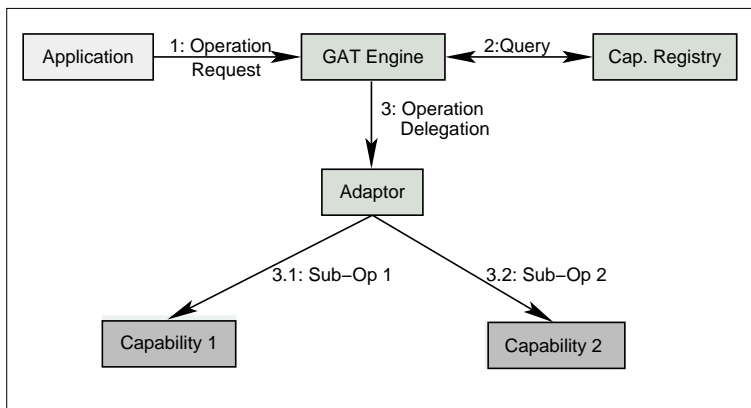 1: Operation
Request
2:Query
Application
GAT Engine
Cap. Registry
3: Operation
Delegation
Adaptor
3.1: Sub−Op 1
3.2: Sub−Op 2
Capability 1
Capability 2